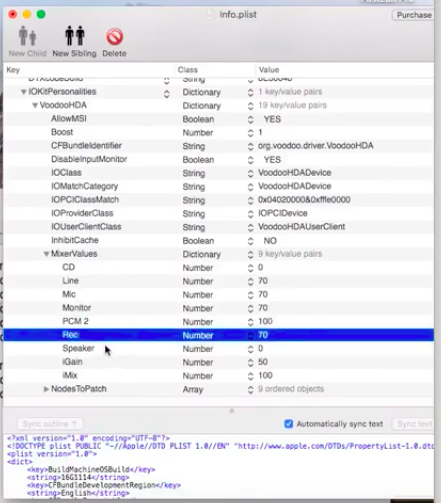 Info.plist
Purchase
New Child New Sibling Delete
Key Class Value
String
IOKitPersonalities Dictionary 1 key/value pairs
VoodooHDA Dictionary 19 key/value pairs
AllowMSI Boolean YES
Boost Number 1
CFBundleIdentifier String org.voodoo.driver.VoodooHDA
DisableInputMonitor Boolean YES
IOClass String VoodooHDADevice
IOMatchCategory String VoodooHDADevice
IOPCIClassMatch String 0x04020000&0xfffe0000
IOProviderClass String IOPCIDevice
IOUserClientClass String VoodooHDAUserClient
InhibitCache Boolean NO
MixerValues Dictionary 9 key/value pairs
CD Number 0
Line Number 70
Mic Number 70
Monitor Number 70
PCM 2 Number 100
Rec Number 70
Speaker Number 0
iGain Number 50
iMix Number 100
NodesToPatch Array 9 ordered objects
Sync outline ↑ Automatically sync text Sync text
<?xml version="1.0" encoding="UTF-8"?>
<!DOCTYPE plist PUBLIC "-//Apple//DTD PLIST 1.0//EN" "http://www.apple.com/DTDs/PropertyList-1.0.dtd
<plist version="1.0">
<dict>
<key>BuildMachineOSBuild</key>
<string>16G1114</string>
<key>CFBundleDevelopmentRegion</key>
<string>English</string>